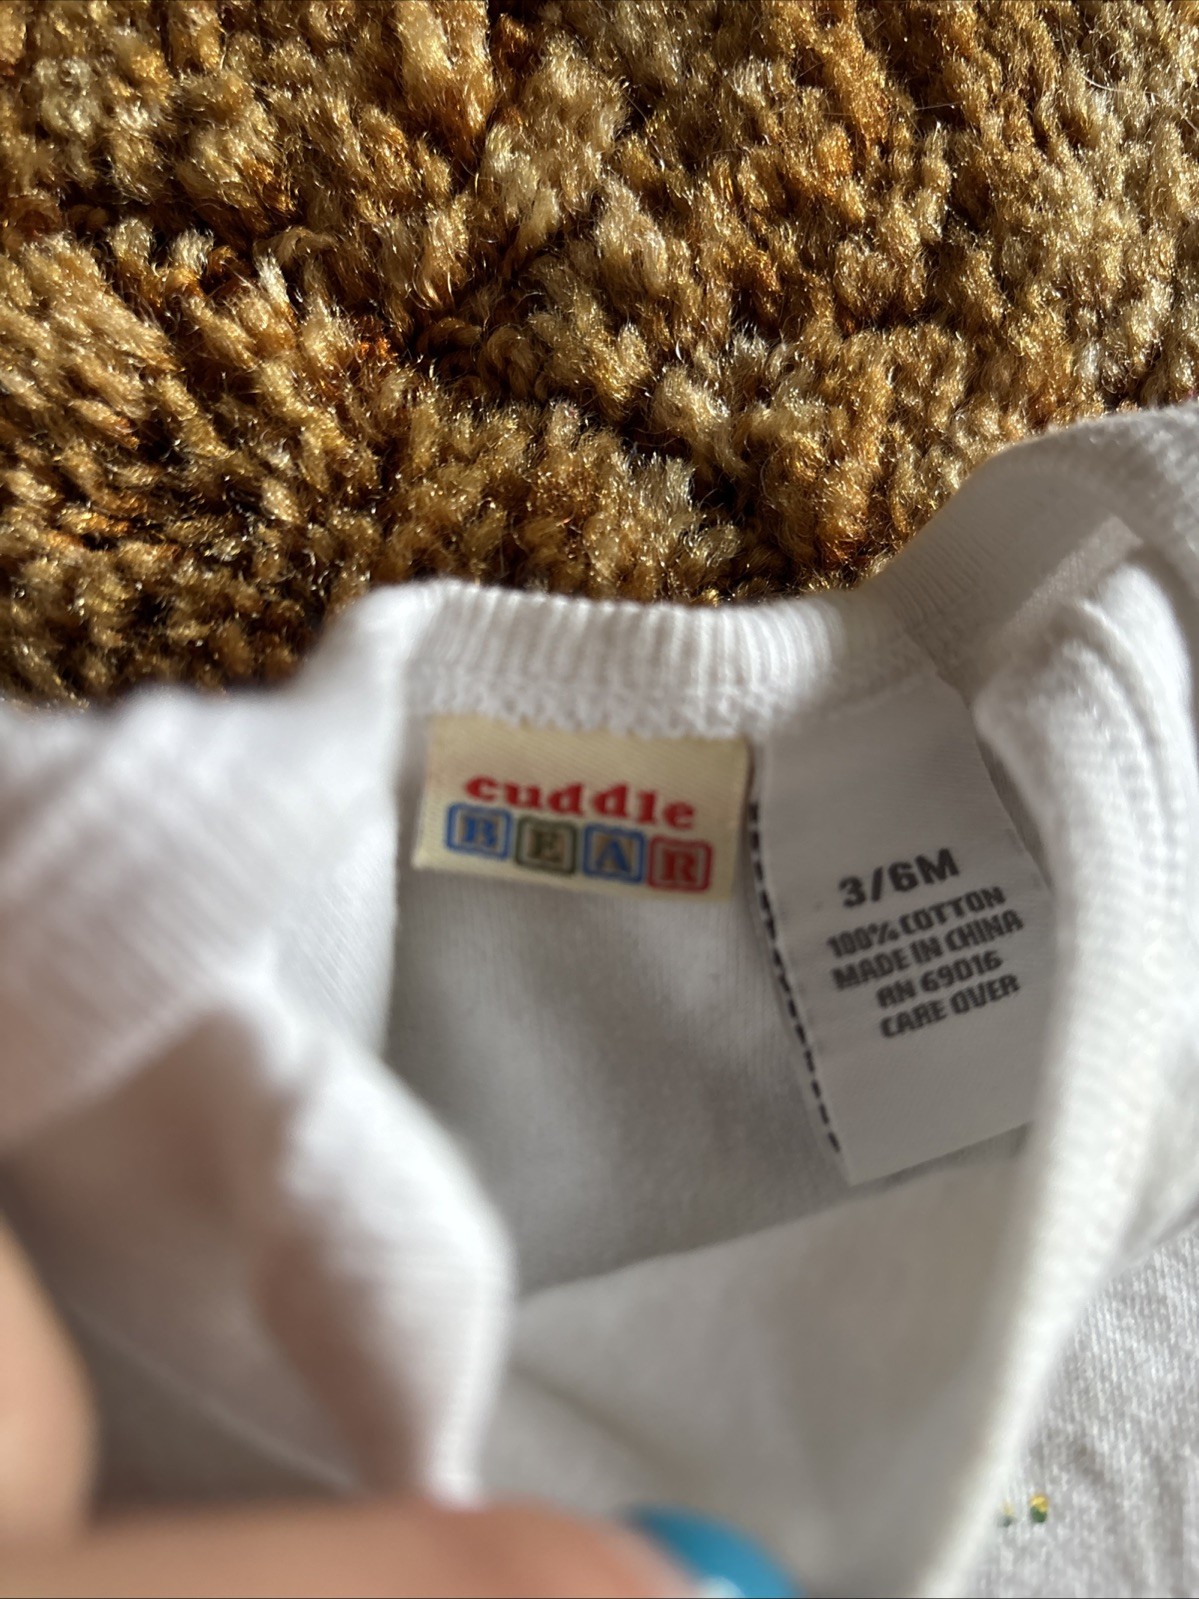 cuddle
BEAR
3/6M
100% COTTON
MADE IN CHINA
RN 69016
CARE OVER